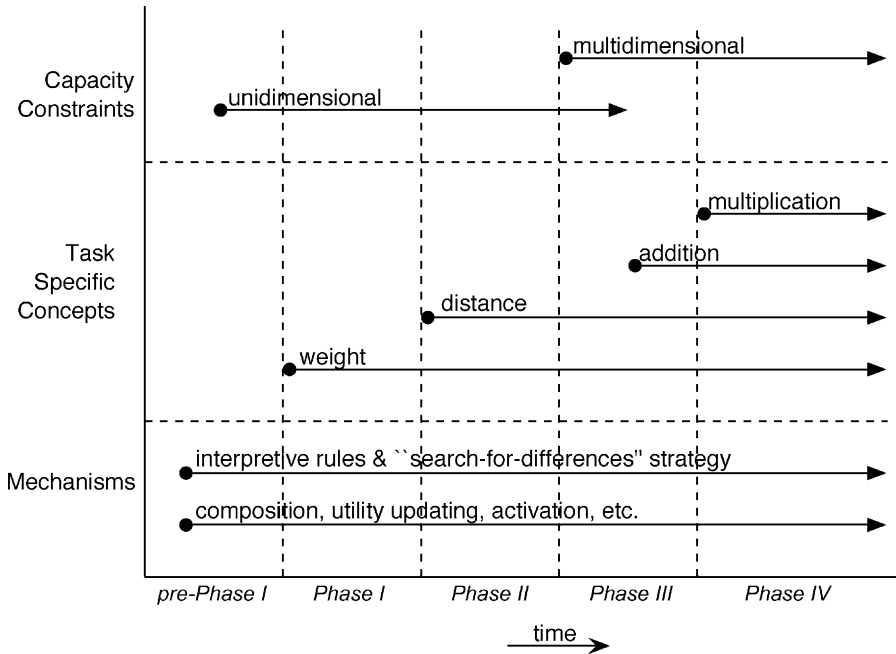 multidimensional
Capacity
Constraints
unidimensional
multiplication
Task
Specific
Concepts
addition
distance
weight
Mechanisms
interpretive rules & ``search-for-differences'' strategy
composition, utility updating, activation, etc.
pre-Phase I Phase I Phase II Phase III Phase IV
time